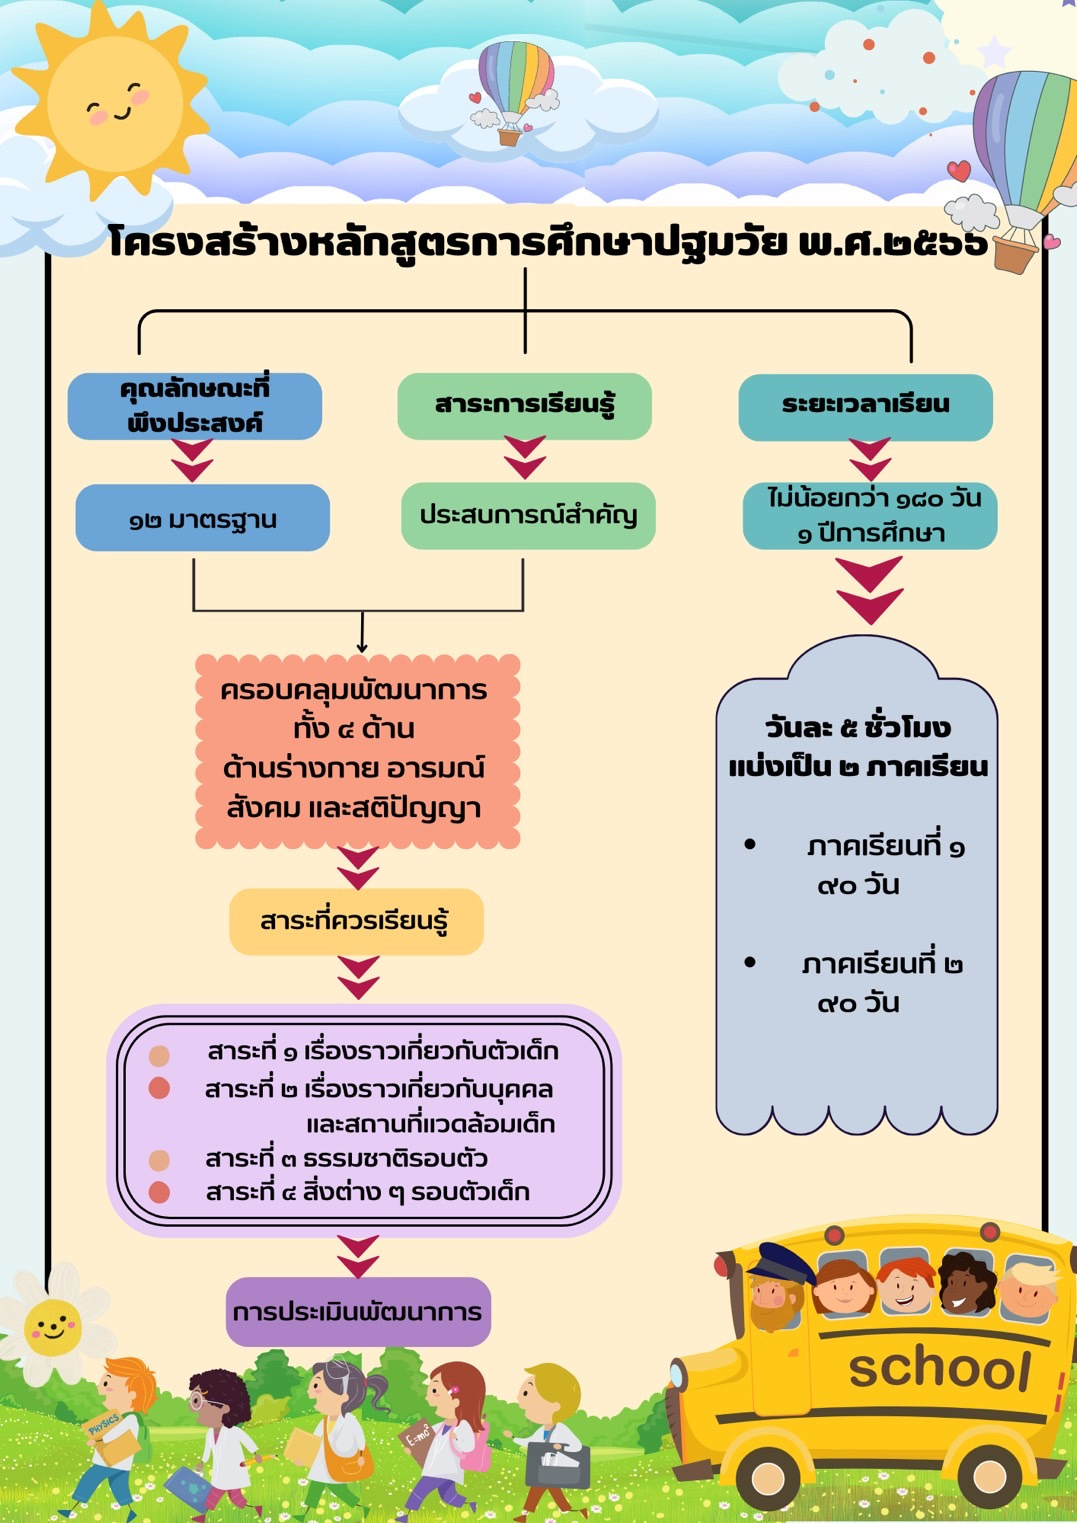 โครงสร้างหลักสูตรการศึกษาปฐมวัย พ.ศ.๒๕๖๖
คุณลักษณะที่
พึงประสงค์
สาระการเรียนรู้
ระยะเวลาเรียน
๑๒ มาตรฐาน
ประสบการณ์สำคัญ
ไม่น้อยกว่า ๑๘๐ วัน
๑ ปีการศึกษา
ครอบคลุมพัฒนาการ
ทั้ง ๔ ด้าน
ด้านร่างกาย อารมณ์
สังคม และสติปัญญา
วันละ ๕ ชั่วโมง
แบ่งเป็น ๒ ภาคเรียน
• ภาคเรียนที่ ๑
๙๐ วัน
• ภาคเรียนที่ ๒
๙๐ วัน
สาระที่ควรเรียนรู้
สาระที่ ๑ เรื่องราวเกี่ยวกับตัวเด็ก
สาระที่ ๒ เรื่องราวเกี่ยวกับบุคคล
และสถานที่แวดล้อมเด็ก
สาระที่ ๓ ธรรมชาติรอบตัว
สาระที่ ๔ สิ่งต่าง ๆ รอบตัวเด็ก
การประเมินพัฒนาการ
school
PHYSICS
E=mc²